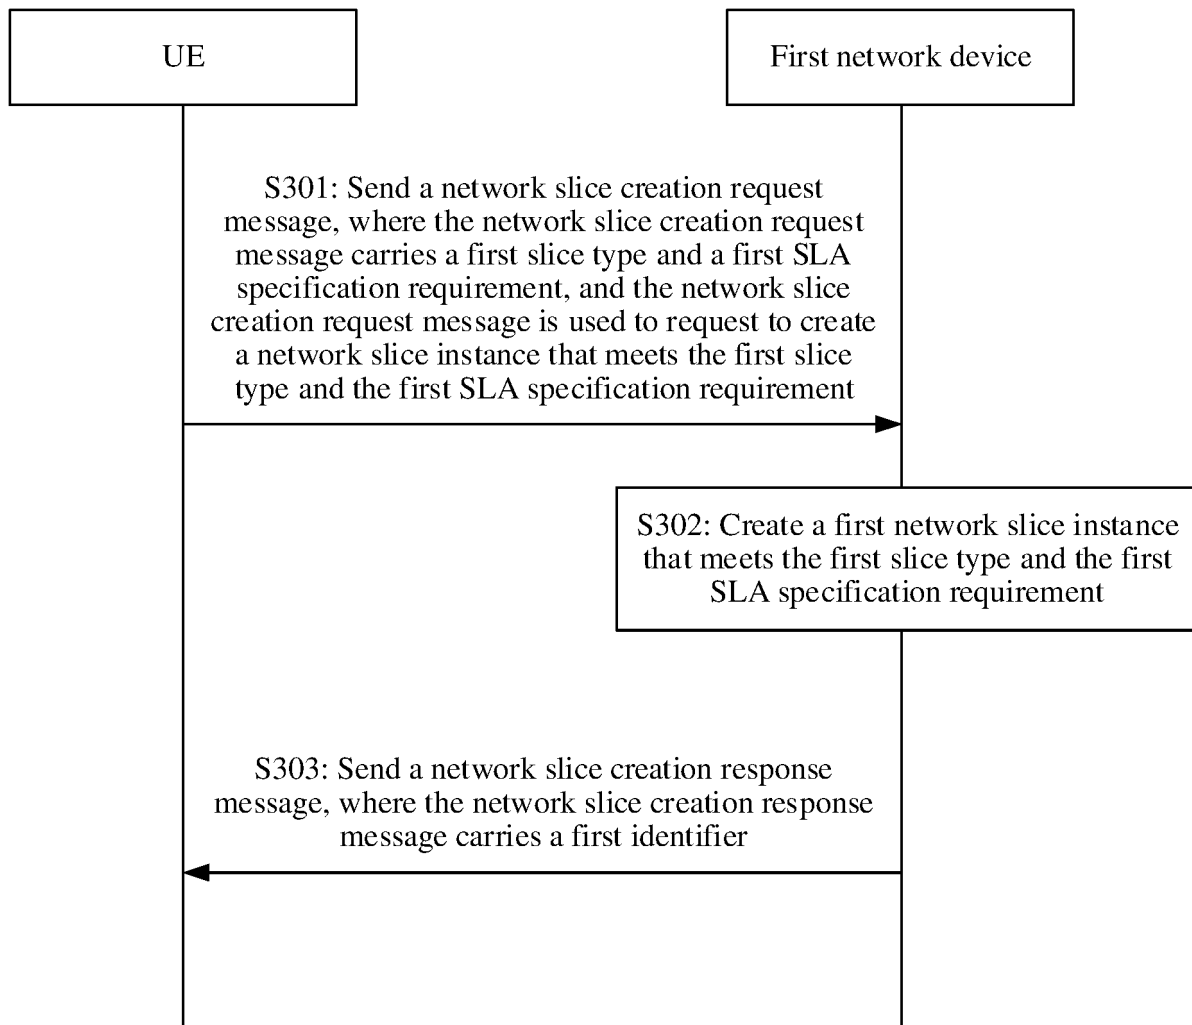 UE
First network device
S301: Send a network slice creation request
message, where the network slice creation request
message carries a first slice type and a first SLA
specification requirement, and the network slice
creation request message is used to request to create
a network slice instance that meets the first slice
type and the first SLA specification requirement
S302: Create a first network slice instance
that meets the first slice type and the first
SLA specification requirement
S303: Send a network slice creation response
message, where the network slice creation response
message carries a first identifier